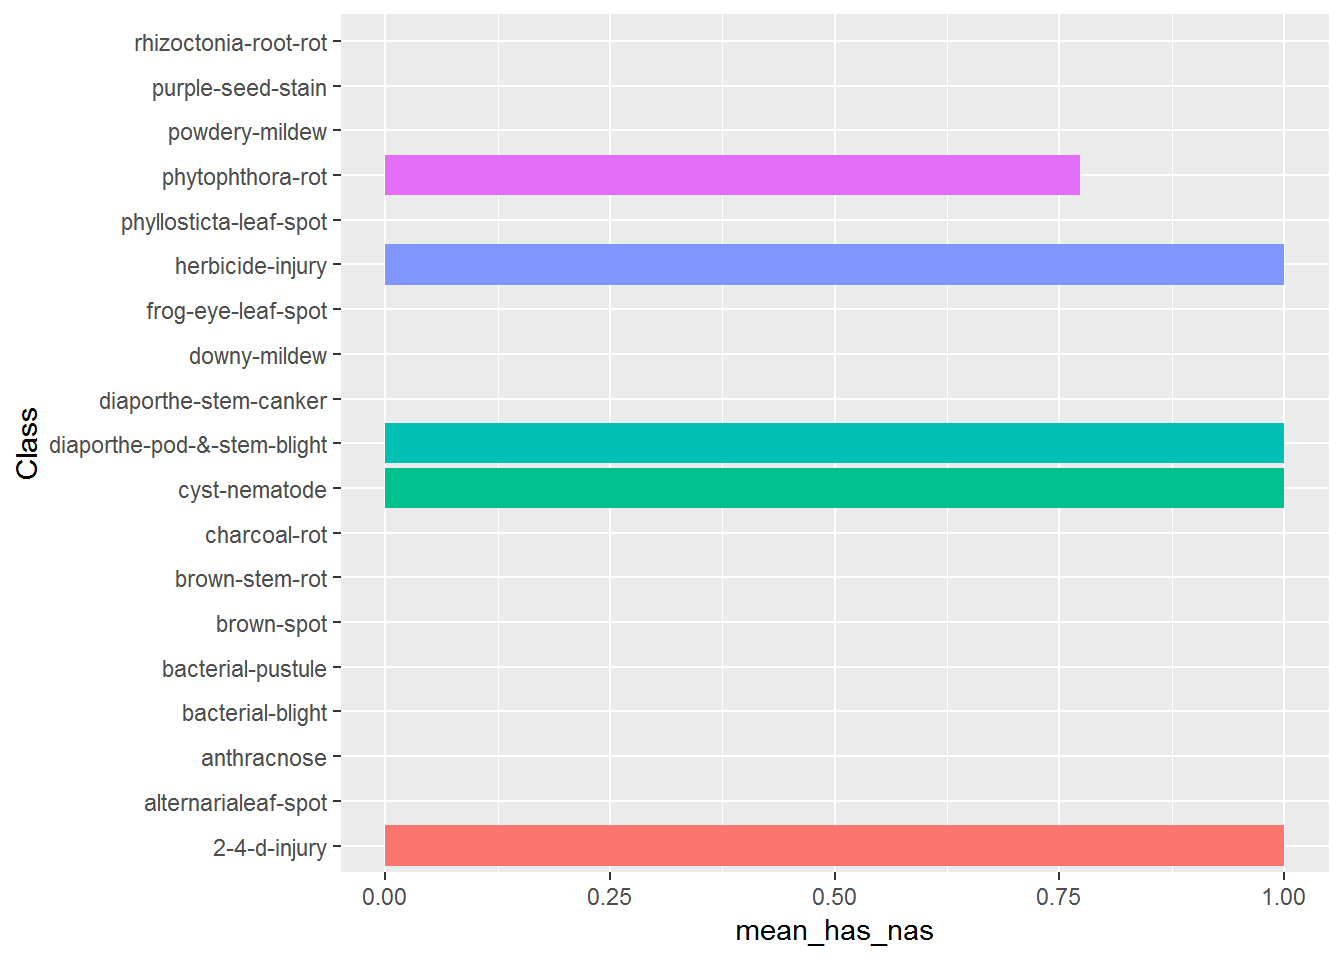 rhizoctonia-root-rot
purple-seed-stain
powdery-mildew
phytophthora-rot
phyllosticta-leaf-spot
herbicide-injury
frog-eye-leaf-spot
downy-mildew
diaporthe-stem-canker
diaporthe-pod-&-stem-blight
cyst-nematode
charcoal-rot
brown-stem-rot
brown-spot
bacterial-pustule
bacterial-blight
anthracnose
alternarialeaf-spot
2-4-d-injury
Class
0.00 0.25 0.50 0.75 1.00
mean_has_nas